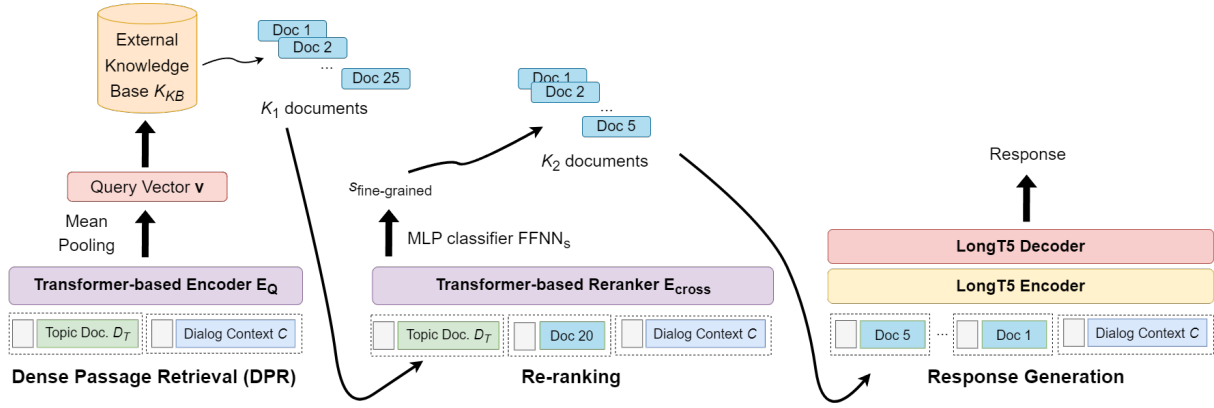 External
Knowledge
Base K_KB
Doc 1
Doc 2
...
Doc 25
K_1 documents
Query Vector v
Mean
Pooling
Transformer-based Encoder E_Q
Topic Doc. D_T
Dialog Context C
Dense Passage Retrieval (DPR)
Doc 1
Doc 2
...
Doc 5
K_2 documents
s_fine-grained
MLP classifier FFNN_s
Transformer-based Reranker E_cross
Topic Doc. D_T
Doc 20
Dialog Context C
Re-ranking
Response
LongT5 Decoder
LongT5 Encoder
Doc 5
...
Doc 1
Dialog Context C
Response Generation